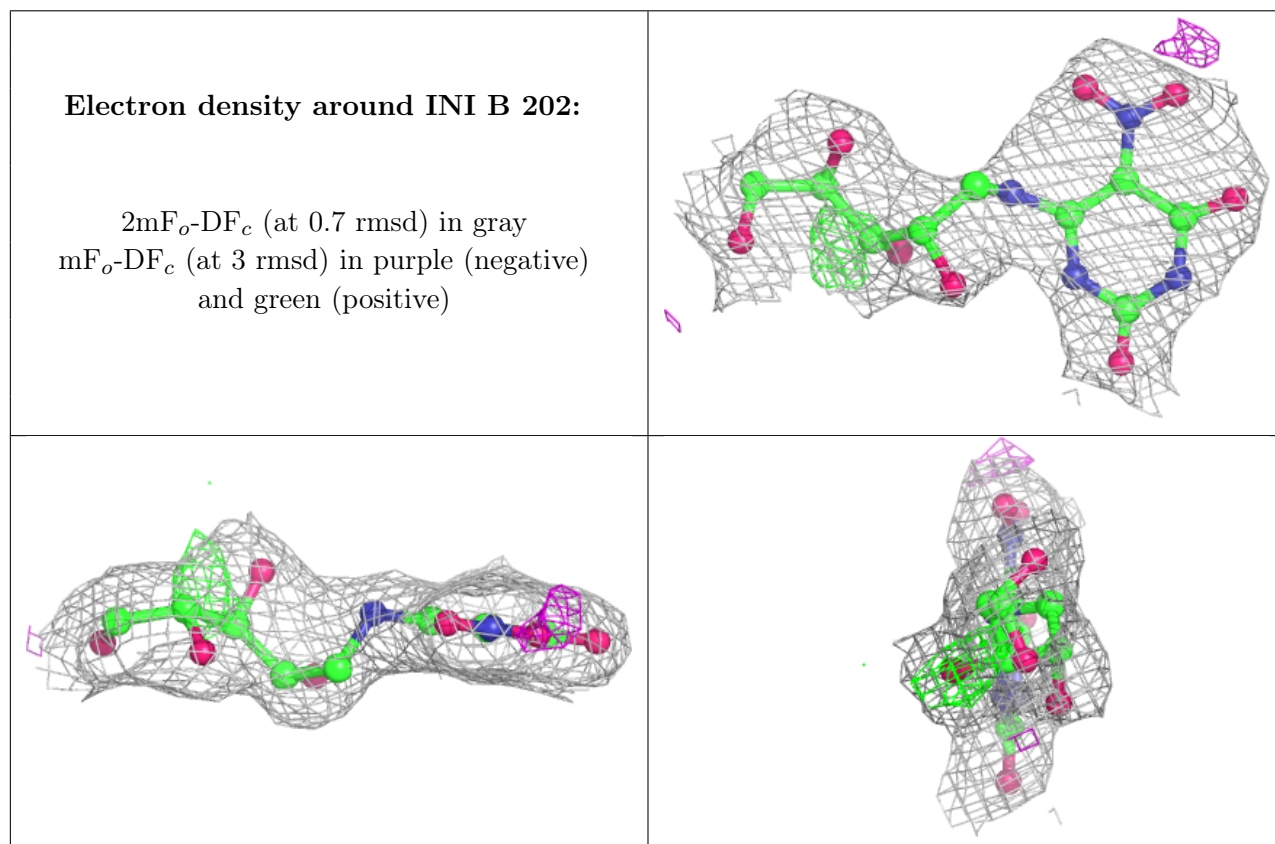 Electron density around INI B 202:
2mFo-DFc (at 0.7 rmsd) in gray
mFo-DFc (at 3 rmsd) in purple (negative)
and green (positive)